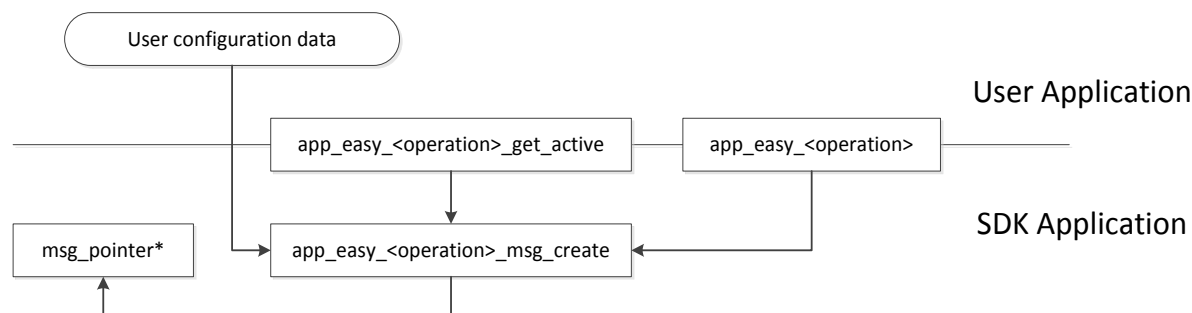 User configuration data
User Application
app_easy_<operation>_get_active
app_easy_<operation>
SDK Application
msg_pointer*
app_easy_<operation>_msg_create